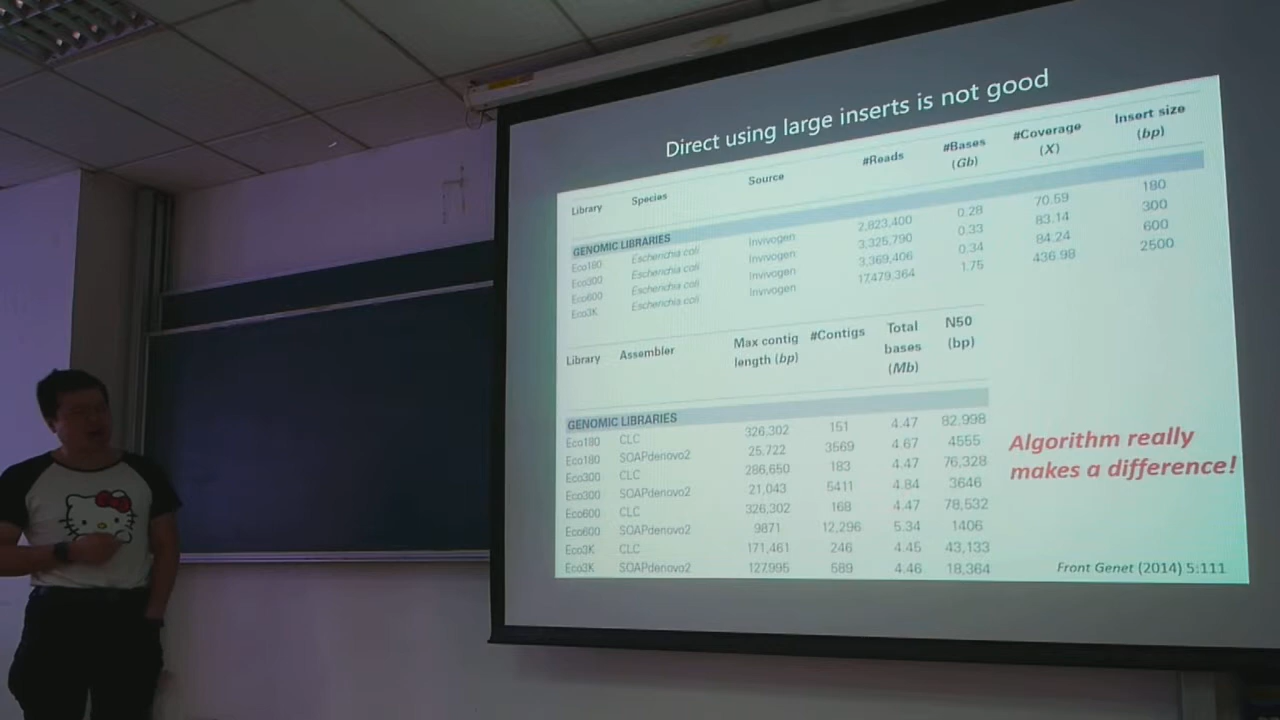 Direct using large inserts is not good
Library Species Source #Reads #Bases (Gb) #Coverage (X) Insert size (bp)
GENOMIC LIBRARIES
Eco180 Escherichia coli Invivogen 2,823,400 0.28 70.59 180
Eco300 Escherichia coli Invivogen 3,325,790 0.33 83.14 300
Eco600 Escherichia coli Invivogen 3,369,406 0.34 84.24 600
Eco3K Escherichia coli Invivogen 17,479,364 1.75 436.98 2500
Library Assembler Max contig length (bp) #Contigs Total bases (Mb) N50 (bp)
GENOMIC LIBRARIES
Eco180 CLC 326,302 151 4.47 82,998
Eco180 SOAPdenovo2 25,722 3569 4.67 4555
Eco300 CLC 286,650 183 4.47 76,328
Eco300 SOAPdenovo2 21,043 5411 4.84 3646
Eco600 CLC 326,302 168 4.47 78,532
Eco600 SOAPdenovo2 9871 12,296 5.34 1406
Eco3K CLC 171,461 246 4.45 43,133
Eco3K SOAPdenovo2 127,995 589 4.46 18,364
Algorithm really
makes a difference!
Front Genet (2014) 5:111